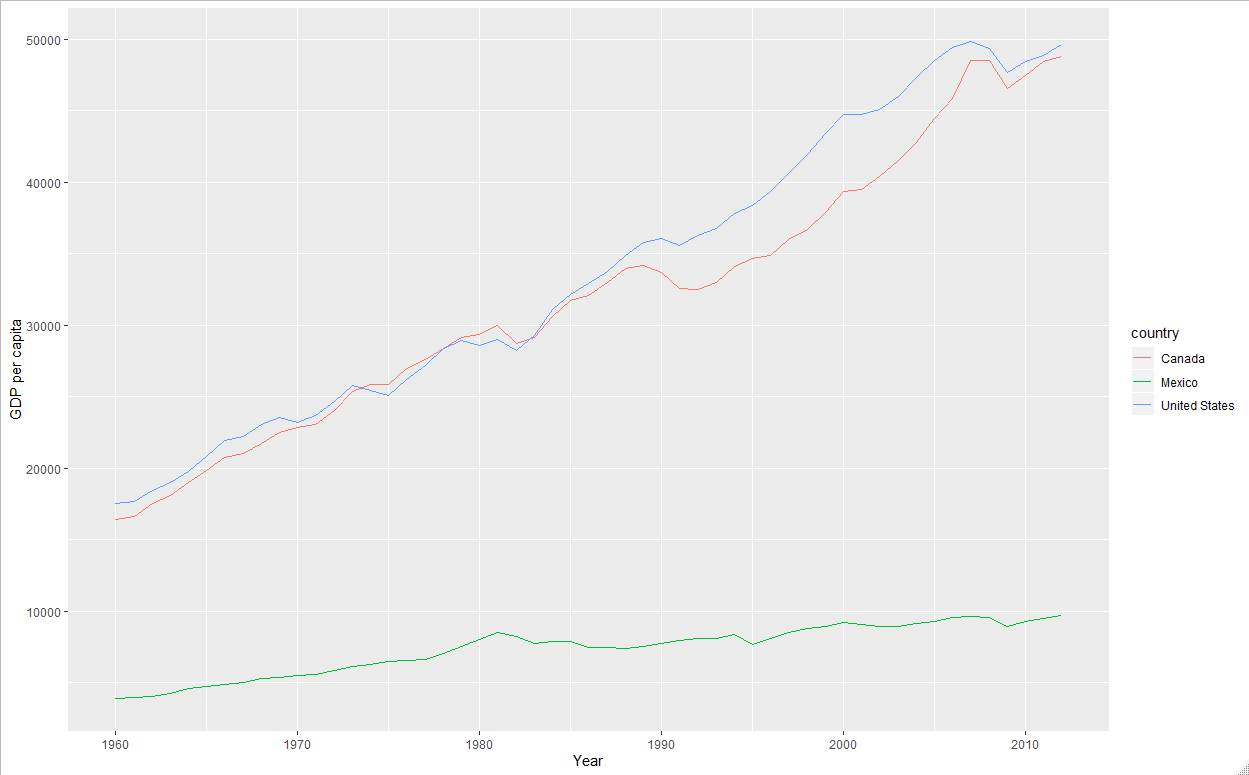 50000
40000
30000
20000
10000
GDP per capita
1960 1970 1980 1990 2000 2010
Year
country
Canada
Mexico
United States